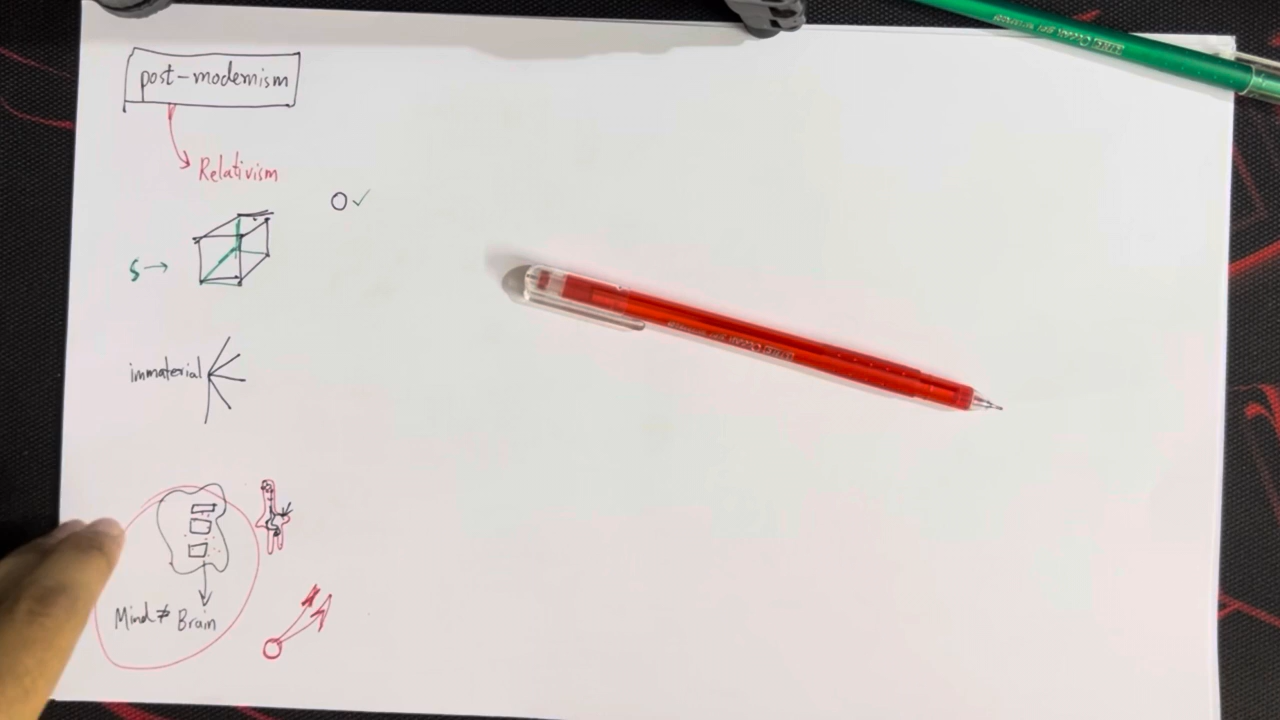 post-modernism
Relativism
S →
immaterial
Mind ≠ Brain